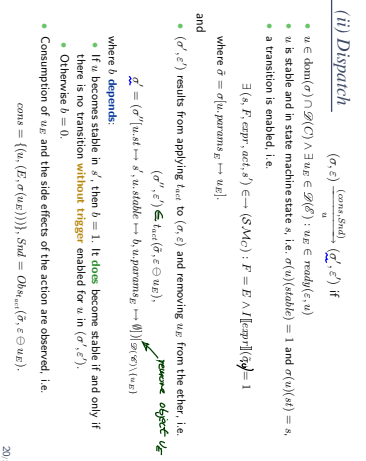 (ii) Dispatch
(σ, ε) —(cons,Snd)→ᵤ (σ′, ε′) if
• u ∈ dom(σ) ∩ 𝒟(C) ∧ ∃ u_E ∈ 𝒟(ℰ) : u_E ∈ ready(ε, u)
• u is stable and in state machine state s, i.e. σ(u)(stable) = 1 and σ(u)(st) = s,
• a transition is enabled, i.e.
∃ (s, F, expr, act, s′) ∈→ (SM_C) : F = E ∧ I⟦expr⟧(σ̃,u) = 1
where σ̃ = σ[u.params_E ↦ u_E].
and
• (σ′, ε′) results from applying t_act to (σ, ε) and removing u_E from the ether, i.e.
(σ″, ε′) ∈ t_act(σ̃, ε ⊖ u_E),
σ′ = (σ″[u.st ↦ s′, u.stable ↦ b, u.params_E ↦ ∅])|𝒟(𝒞)\{u_E}
remove object u_E
where b depends:
• If u becomes stable in s′, then b = 1. It does become stable if and only if
there is no transition without trigger enabled for u in (σ′, ε′).
• Otherwise b = 0.
• Consumption of u_E and the side effects of the action are observed, i.e.
cons = {(u, (E, σ(u_E)))}, Snd = Obs_t_act(σ̃, ε ⊖ u_E).